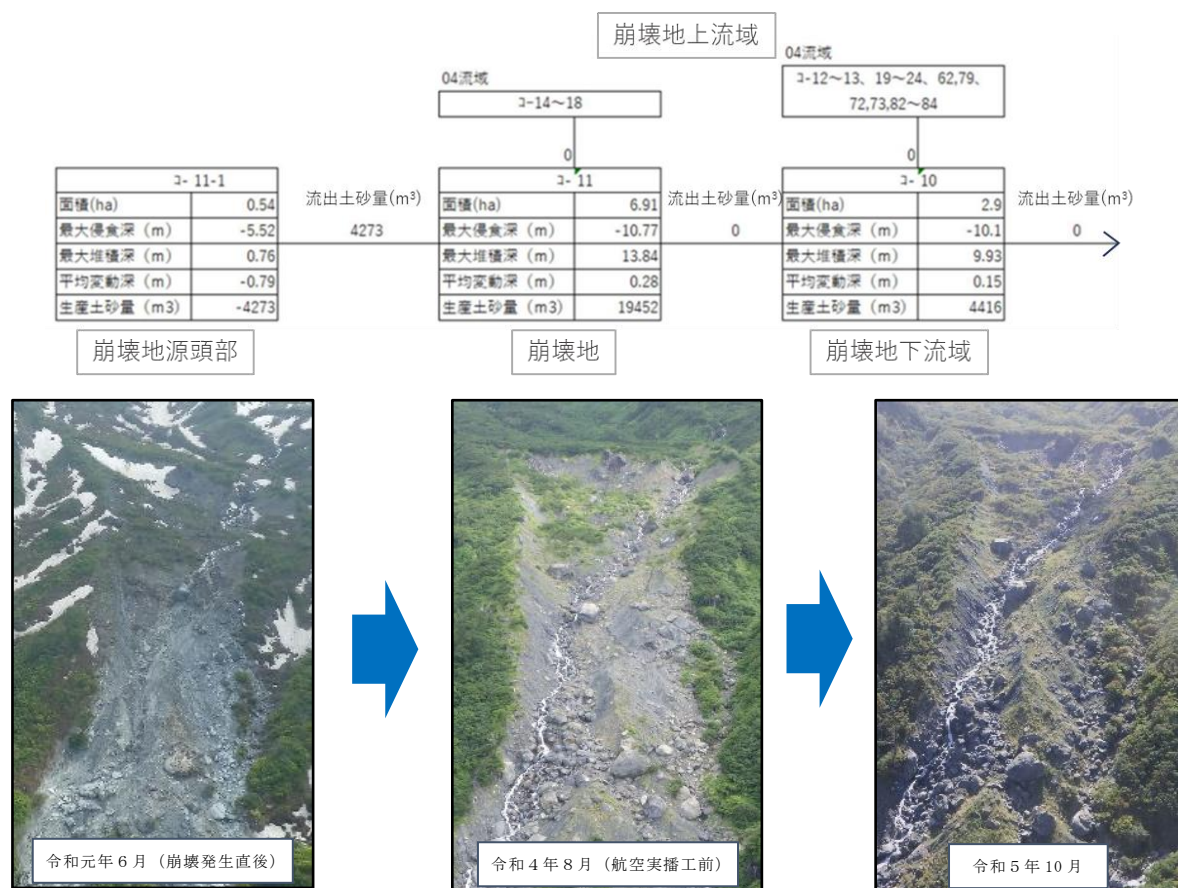 崩壊地上流域
04流域
ｺ-14～18
0
04流域
ｺ-12～13、19～24、62,79、
72,73,82～84
0
ｺ- 11-1
面積(ha) 0.54
最大侵食深（m） -5.52
最大堆積深（m） 0.76
平均変動深（m） -0.79
生産土砂量（m3） -4273
流出土砂量(m³)
4273
ｺ- 11
面積(ha) 6.91
最大侵食深（m） -10.77
最大堆積深（m） 13.84
平均変動深（m） 0.28
生産土砂量（m3） 19452
流出土砂量(m³)
0
ｺ- 10
面積(ha) 2.9
最大侵食深（m） -10.1
最大堆積深（m） 9.93
平均変動深（m） 0.15
生産土砂量（m3） 4416
流出土砂量(m³)
0
崩壊地源頭部
崩壊地
崩壊地下流域
令和元年６月（崩壊発生直後）
令和４年８月（航空実播工前）
令和５年10月